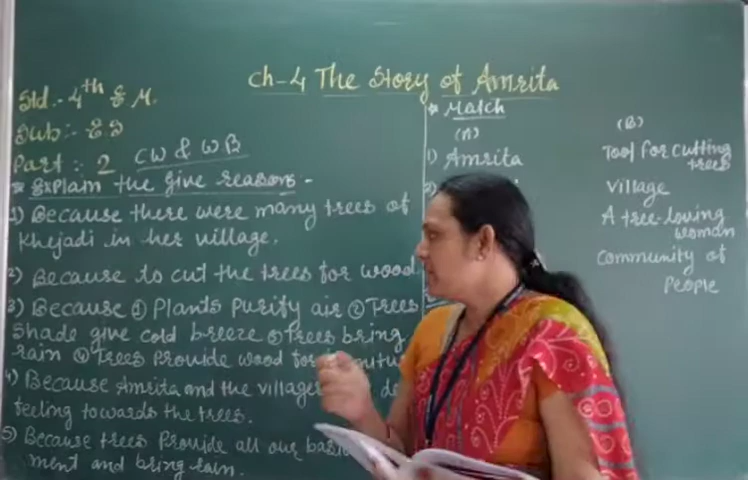 Ch-4 The Story of Amrita
Std.- 4th E M.
Sub:- E S
Part :- 2 CW & WB
* Explain the give reasons -
1) Because there were many trees of
Khejadi in her village.
2) Because to cut the trees for wood
3) Because ① Plants Purity air ② Trees
Shade give cold breeze ③ Trees bring
rain ④ Trees Provide wood for
4) Because Amrita and the villager
feeling towards the trees.
5) Because trees Provide all our
ment and bring rain.
* Match
(A)
1) Amrita
(B)
Tool for cutting
trees
Village
A tree-loving
woman
Community of
People